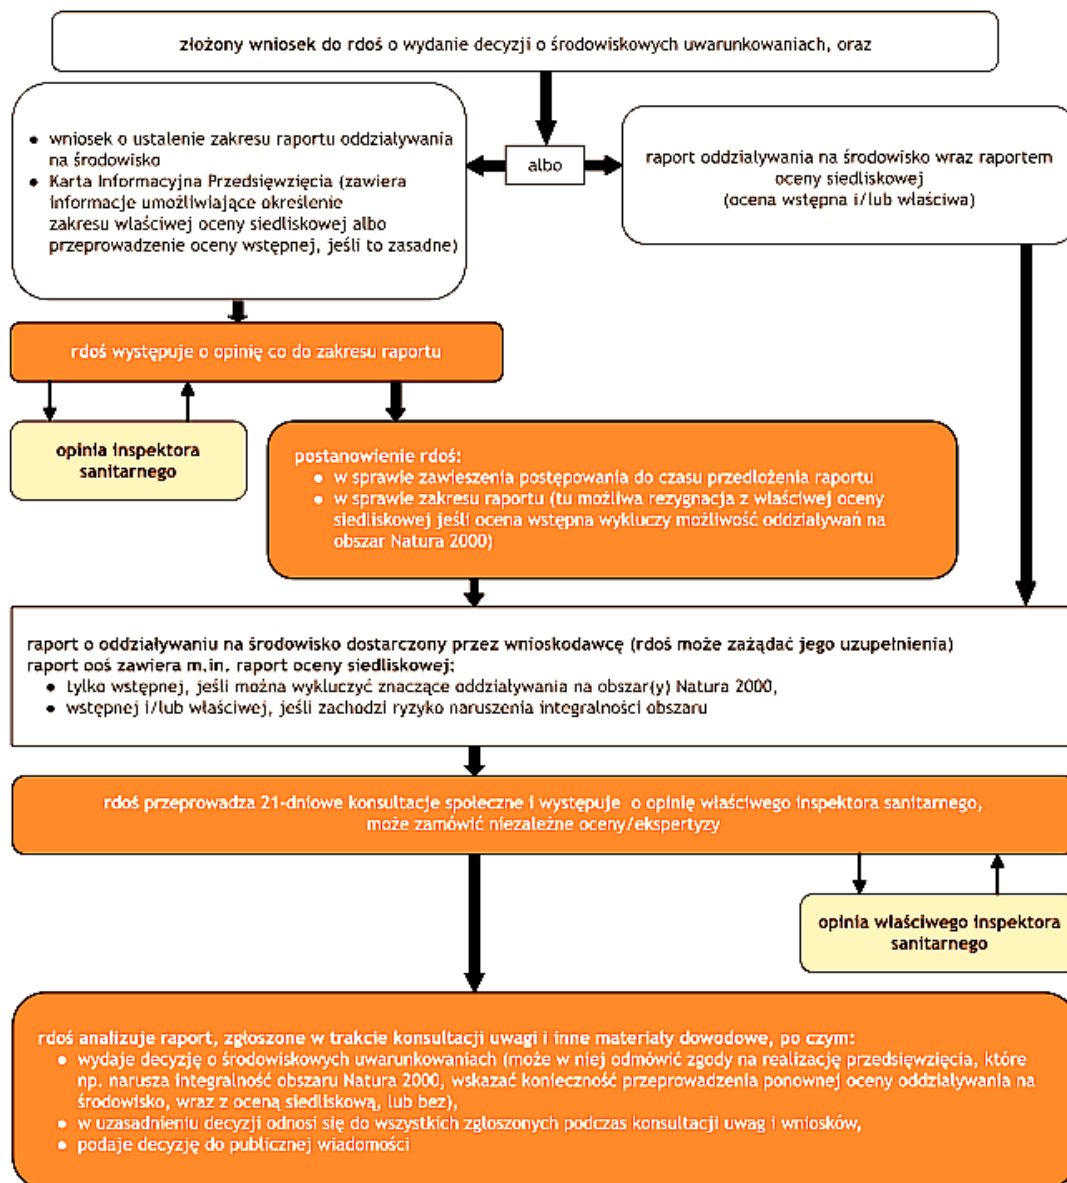 złożony wniosek do rdoś o wydanie decyzji o środowiskowych uwarunkowaniach, oraz
• wniosek o ustalenie zakresu raportu oddziaływania
na środowisko
• Karta Informacyjna Przedsięwzięcia (zawiera
informacje umożliwiające określenie
zakresu właściwej oceny siedliskowej albo
przeprowadzenie oceny wstępnej, jeśli to zasadne)
albo
raport oddziaływania na środowisko wraz raportem
oceny siedliskowej
(ocena wstępna i/lub właściwa)
rdoś występuje o opinię co do zakresu raportu
opinia inspektora
sanitarnego
postanowienie rdoś:
• w sprawie zawieszenia postępowania do czasu przedłożenia raportu
• w sprawie zakresu raportu (tu możliwa rezygnacja z właściwej oceny
siedliskowej jeśli ocena wstępna wykluczy możliwość oddziaływań na
obszar Natura 2000)
raport o oddziaływaniu na środowisko dostarczony przez wnioskodawcę (rdoś może zażądać jego uzupełnienia)
raport ooś zawiera m.in. raport oceny siedliskowej:
• tylko wstępnej, jeśli można wykluczyć znaczące oddziaływania na obszar(y) Natura 2000,
• wstępnej i/lub właściwej, jeśli zachodzi ryzyko naruszenia integralności obszaru
rdoś przeprowadza 21-dniowe konsultacje społeczne i występuje o opinię właściwego inspektora sanitarnego,
może zamówić niezależne oceny/ekspertyzy
opinia właściwego inspektora
sanitarnego
rdoś analizuje raport, zgłoszone w trakcie konsultacji uwagi i inne materiały dowodowe, po czym:
• wydaje decyzję o środowiskowych uwarunkowaniach (może w niej odmówić zgody na realizację przedsięwzięcia, które
np. narusza integralność obszaru Natura 2000, wskazać konieczność przeprowadzenia ponownej oceny oddziaływania na
środowisko, wraz z oceną siedliskową, lub bez),
• w uzasadnieniu decyzji odnosi się do wszystkich zgłoszonych podczas konsultacji uwag i wniosków,
• podaje decyzję do publicznej wiadomości